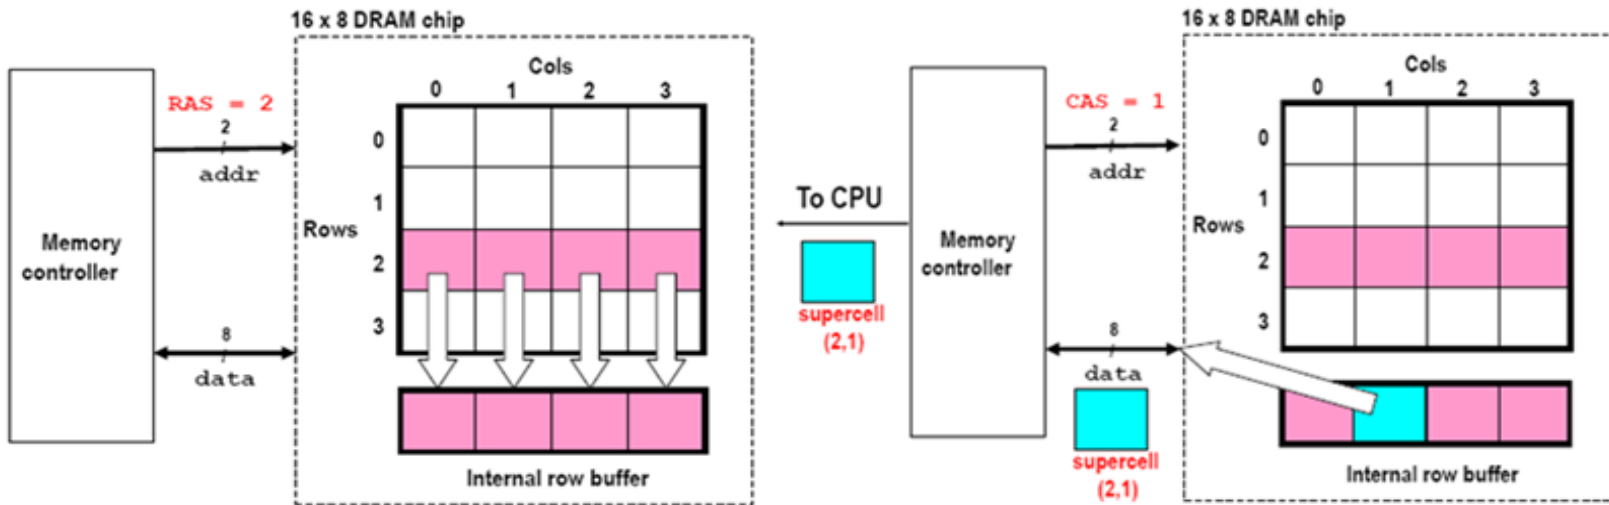 16 x 8 DRAM chip
Cols
0 1 2 3
RAS = 2
2
addr
0
1
Rows
2
3
Memory
controller
8
data
Internal row buffer
To CPU
supercell
(2,1)
16 x 8 DRAM chip
Cols
0 1 2 3
CAS = 1
2
addr
0
1
Rows
2
3
Memory
controller
8
data
supercell
(2,1)
Internal row buffer